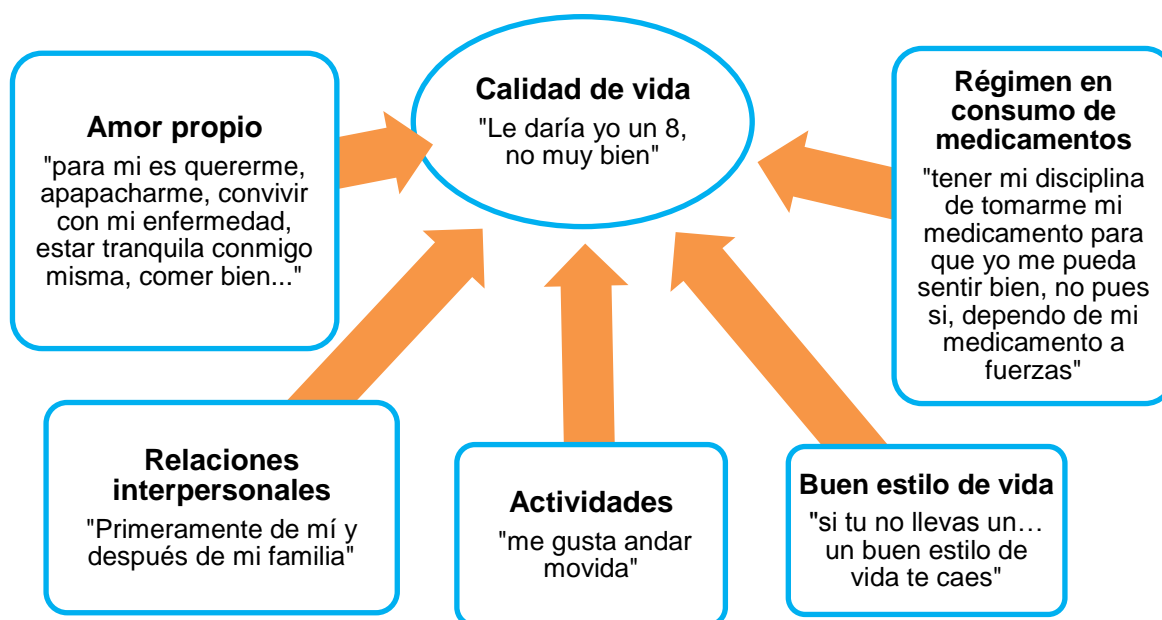 Calidad de vida
"Le daría yo un 8,
no muy bien"
Amor propio
"para mi es quererme,
apapacharme, convivir
con mi enfermedad,
estar tranquila conmigo
misma, comer bien..."
Régimen en
consumo de
medicamentos
"tener mi disciplina
de tomarme mi
medicamento para
que yo me pueda
sentir bien, no pues
si, dependo de mi
medicamento a
fuerzas"
Relaciones
interpersonales
"Primeramente de mí y
después de mi familia"
Actividades
"me gusta andar
movida"
Buen estilo de vida
"si tu no llevas un…
un buen estilo de
vida te caes"